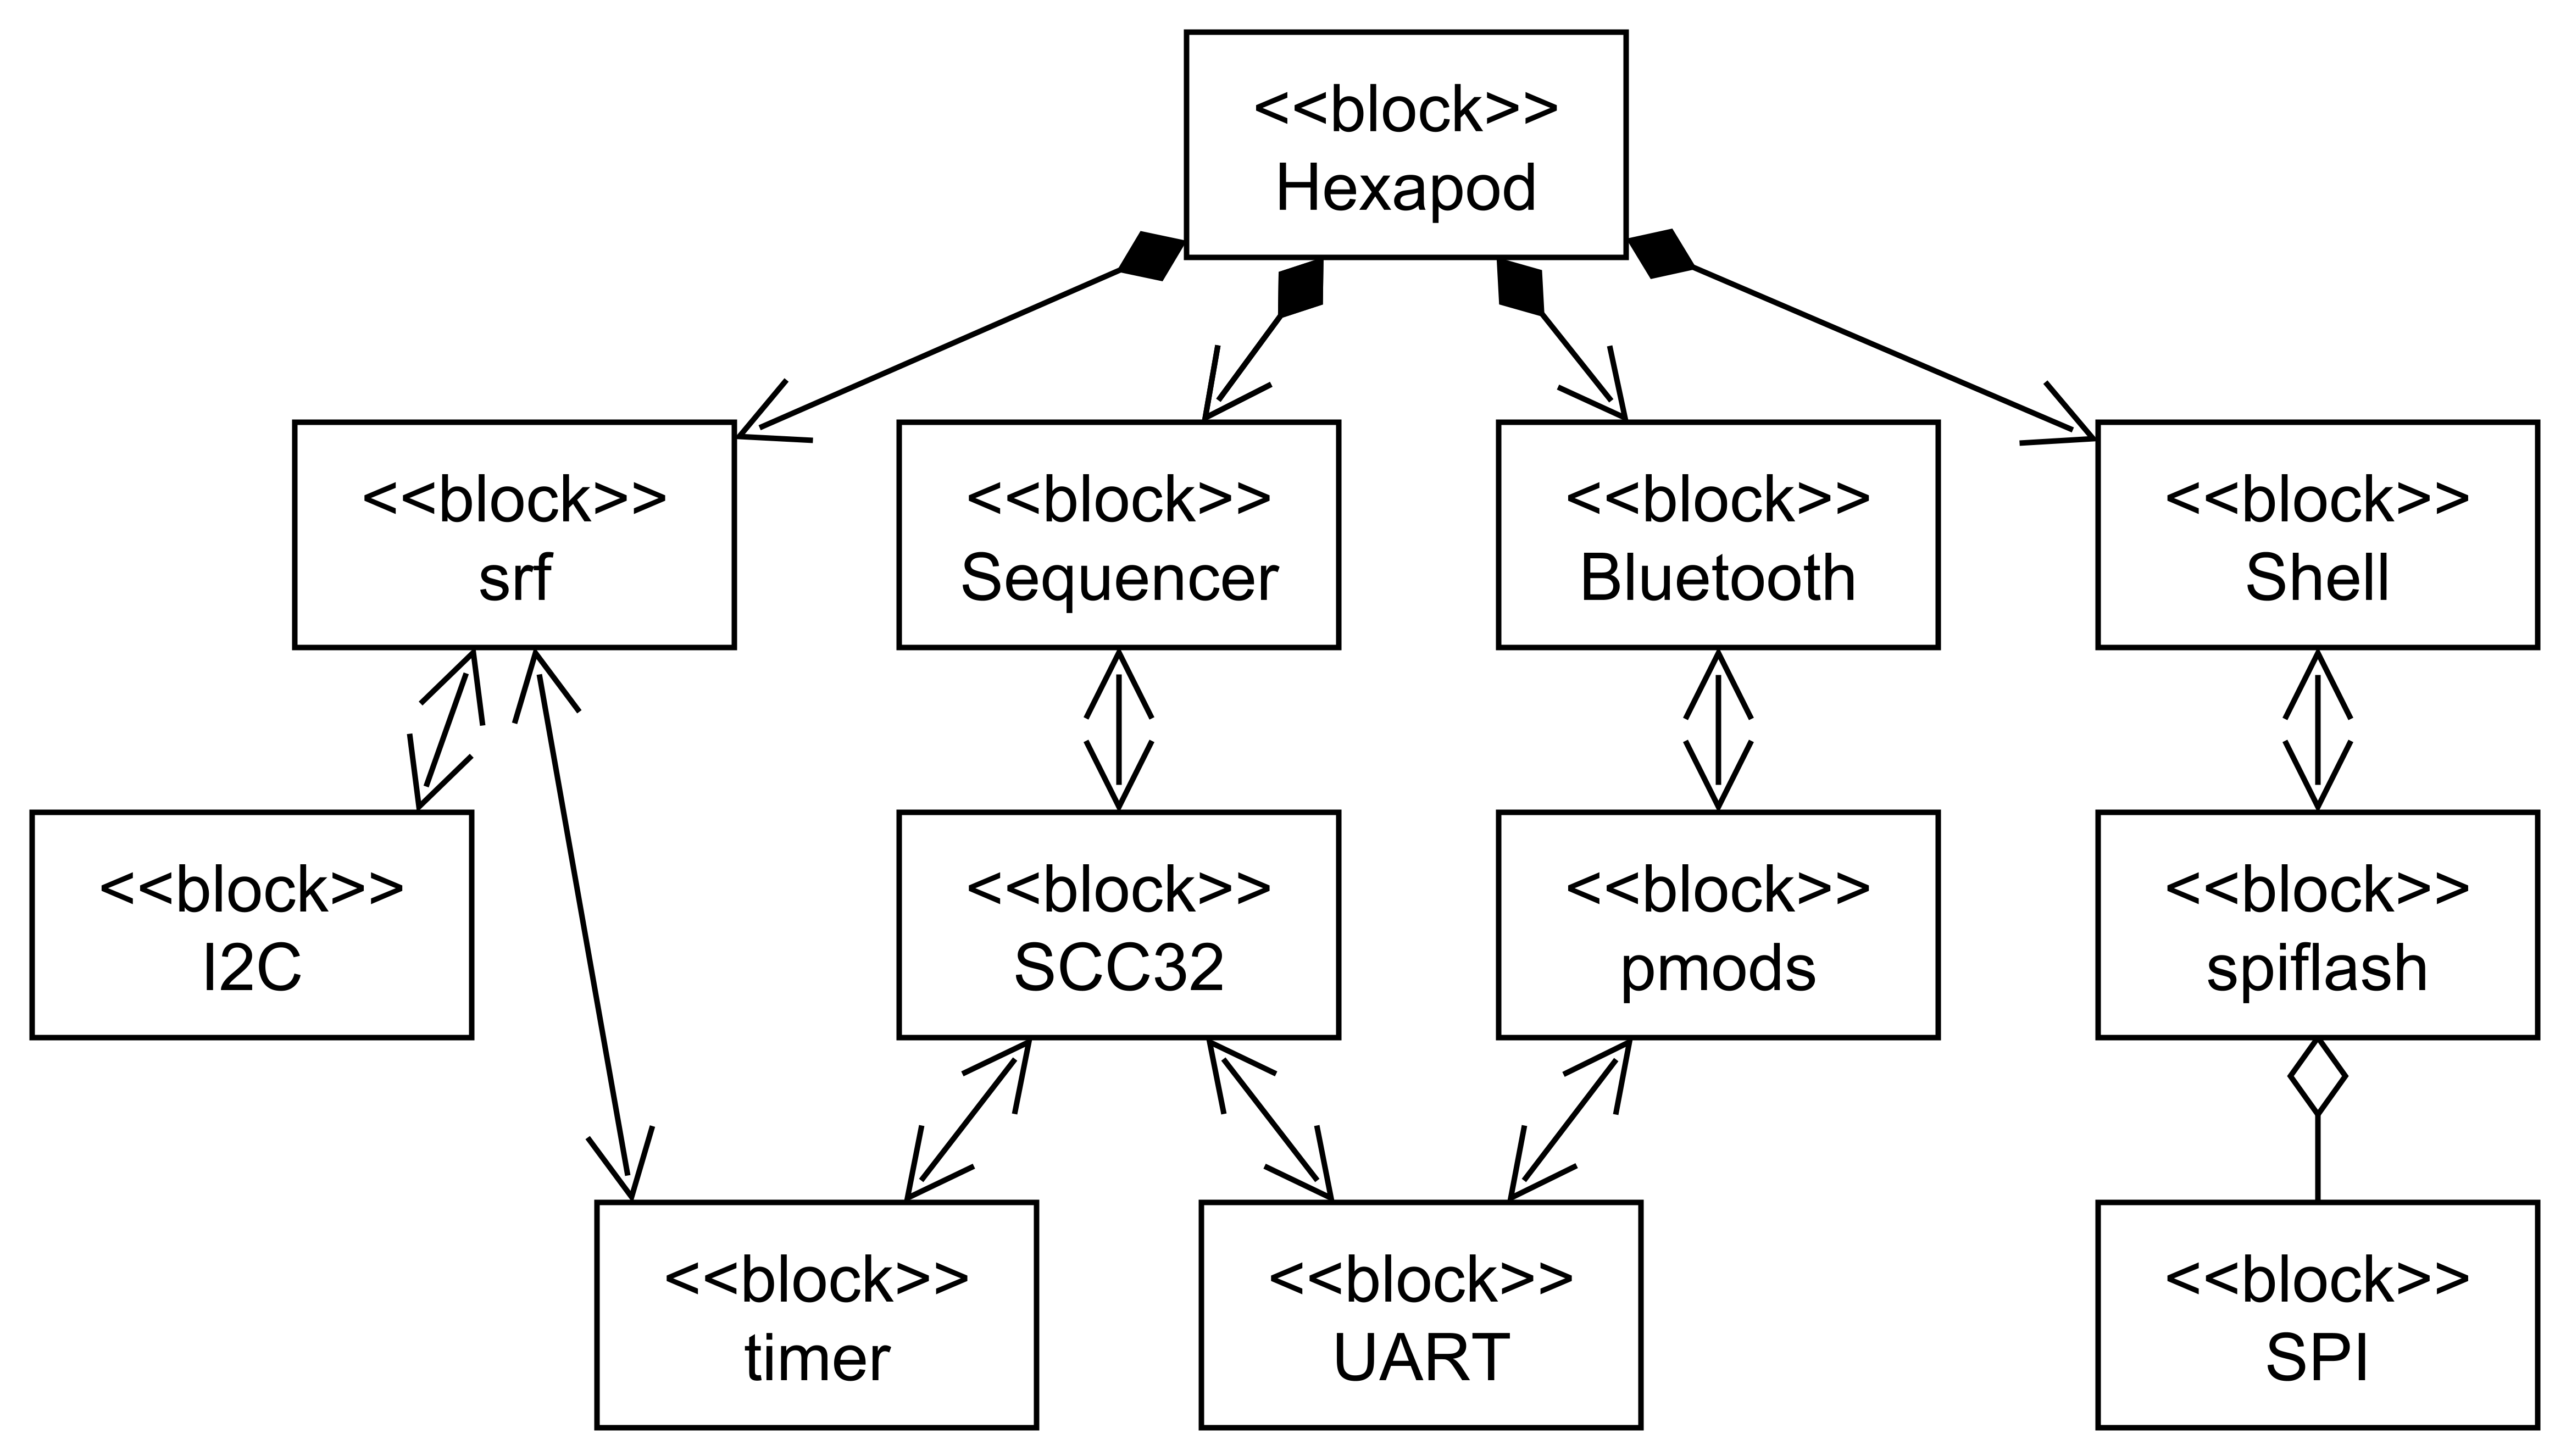 <<block>>
Hexapod
<<block>>
srf
<<block>>
Sequencer
<<block>>
Bluetooth
<<block>>
Shell
<<block>>
I2C
<<block>>
SCC32
<<block>>
pmods
<<block>>
spiflash
<<block>>
timer
<<block>>
UART
<<block>>
SPI